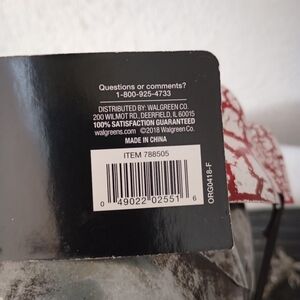 Questions or comments?
1-800-925-4733
DISTRIBUTED BY: WALGREEN CO.
200 WILMOT RD., DEERFIELD, IL 60015
100% SATISFACTION GUARANTEED
walgreens.com ©2018 Walgreen Co.
MADE IN CHINA
ITEM 788505
0 49022 02551 6
ORG0418-F